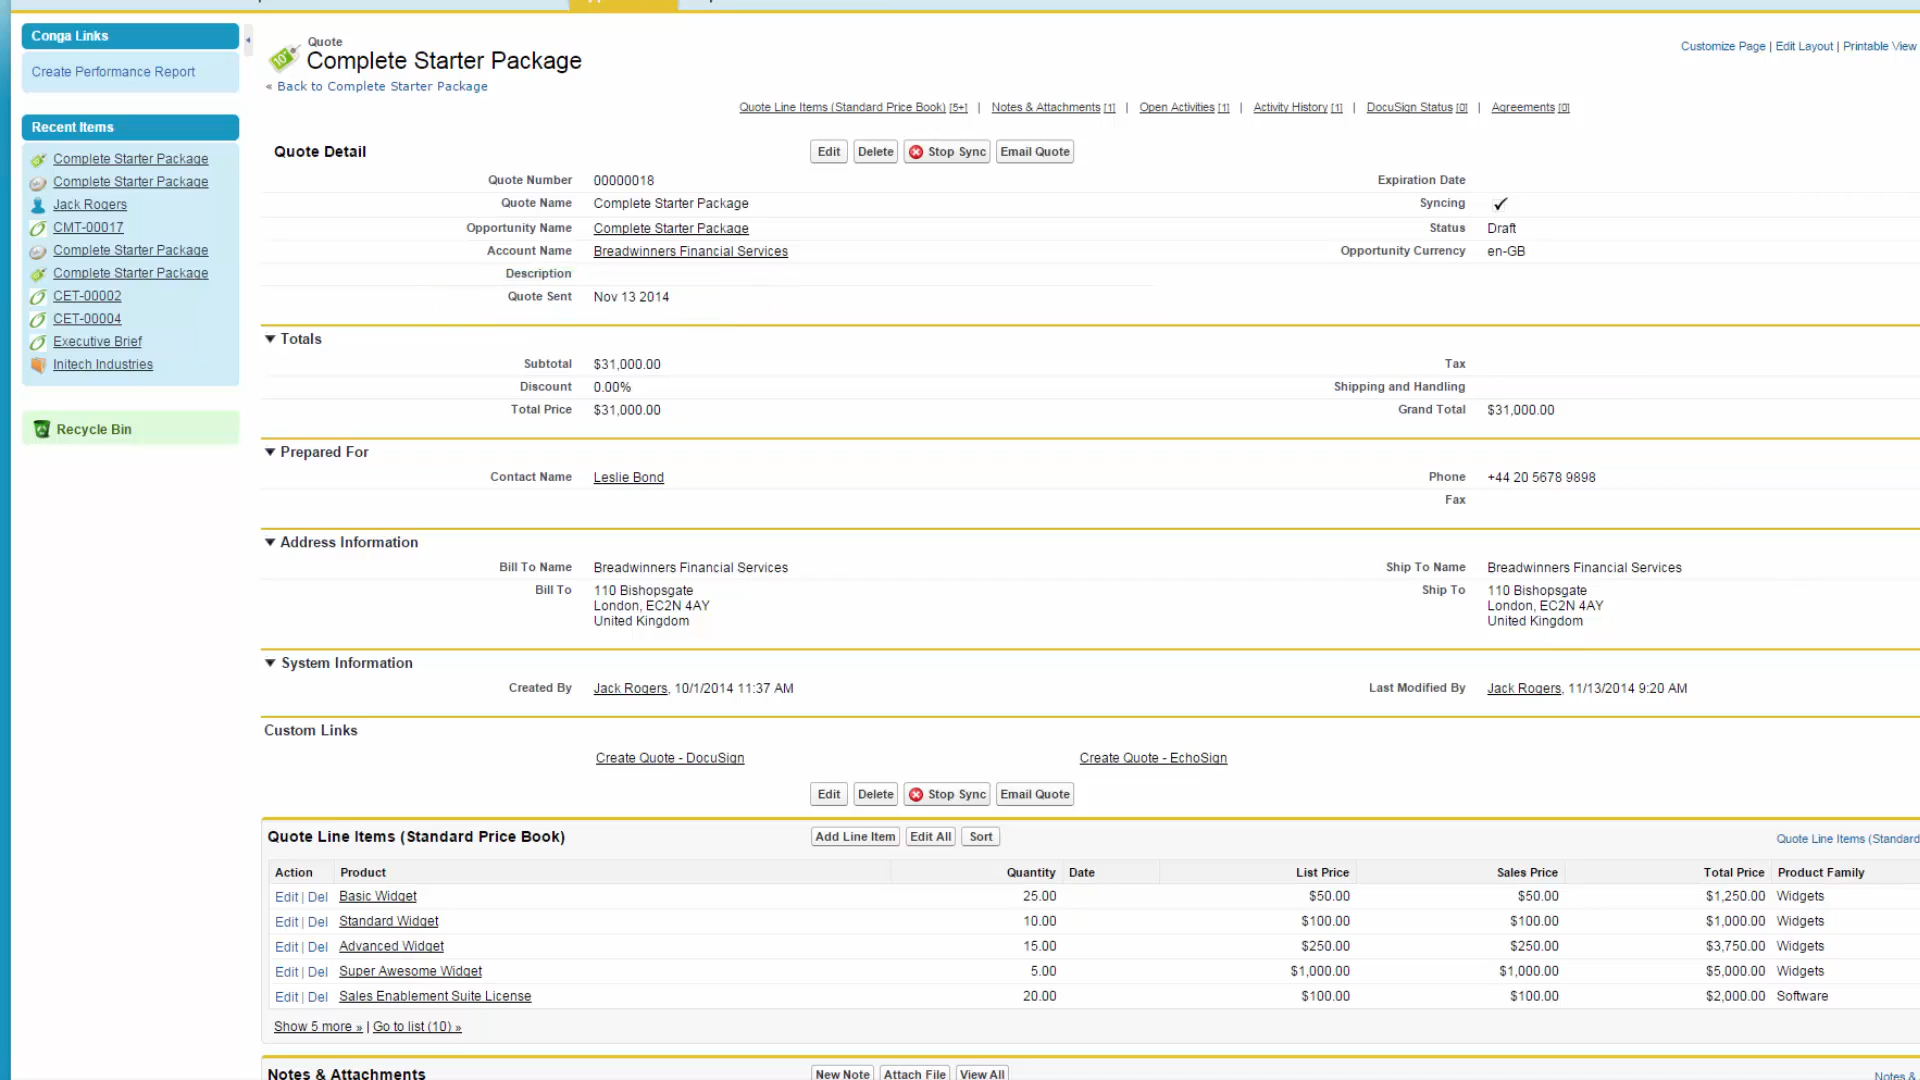 Conga Links
Create Performance Report
Recent Items
Complete Starter Package
Complete Starter Package
Jack Rogers
CMT-00017
Complete Starter Package
Complete Starter Package
CET-00002
CET-00004
Executive Brief
Initech Industries
Recycle Bin
Quote
Complete Starter Package
« Back to Complete Starter Package
Customize Page | Edit Layout | Printable View
Quote Line Items (Standard Price Book) [5+] | Notes & Attachments [1] | Open Activities [1] | Activity History [1] | DocuSign Status [0] | Agreements [0]
Quote Detail Edit Delete Stop Sync Email Quote
Quote Number 00000018 Expiration Date
Quote Name Complete Starter Package Syncing ✓
Opportunity Name Complete Starter Package Status Draft
Account Name Breadwinners Financial Services Opportunity Currency en-GB
Description
Quote Sent Nov 13 2014
Totals
Subtotal $31,000.00 Tax
Discount 0.00% Shipping and Handling
Total Price $31,000.00 Grand Total $31,000.00
Prepared For
Contact Name Leslie Bond Phone +44 20 5678 9898
Fax
Address Information
Bill To Name Breadwinners Financial Services Ship To Name Breadwinners Financial Services
Bill To 110 Bishopsgate Ship To 110 Bishopsgate
London, EC2N 4AY London, EC2N 4AY
United Kingdom United Kingdom
System Information
Created By Jack Rogers, 10/1/2014 11:37 AM Last Modified By Jack Rogers, 11/13/2014 9:20 AM
Custom Links
Create Quote - DocuSign Create Quote - EchoSign
Edit Delete Stop Sync Email Quote
Quote Line Items (Standard Price Book) Add Line Item Edit All Sort Quote Line Items (Standard
Action Product Quantity Date List Price Sales Price Total Price Product Family
Edit | Del Basic Widget 25.00 $50.00 $50.00 $1,250.00 Widgets
Edit | Del Standard Widget 10.00 $100.00 $100.00 $1,000.00 Widgets
Edit | Del Advanced Widget 15.00 $250.00 $250.00 $3,750.00 Widgets
Edit | Del Super Awesome Widget 5.00 $1,000.00 $1,000.00 $5,000.00 Widgets
Edit | Del Sales Enablement Suite License 20.00 $100.00 $100.00 $2,000.00 Software
Show 5 more » | Go to list (10) »
Notes & Attachments New Note Attach File View All Notes &